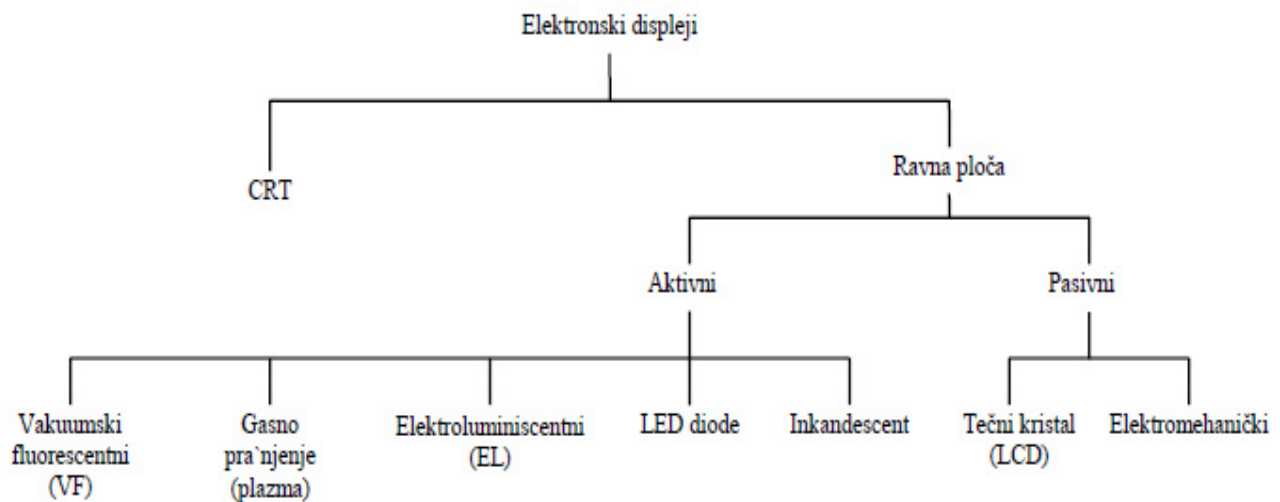 Elektronski displeji
CRT
Ravna ploča
Aktivni
Pasivni
Vakuumski
fluorescentni
(VF)
Gasno
pra`njenje
(plazma)
Elektroluminiscentni
(EL)
LED diode
Inkandescent
Tečni kristal
(LCD)
Elektromehanički